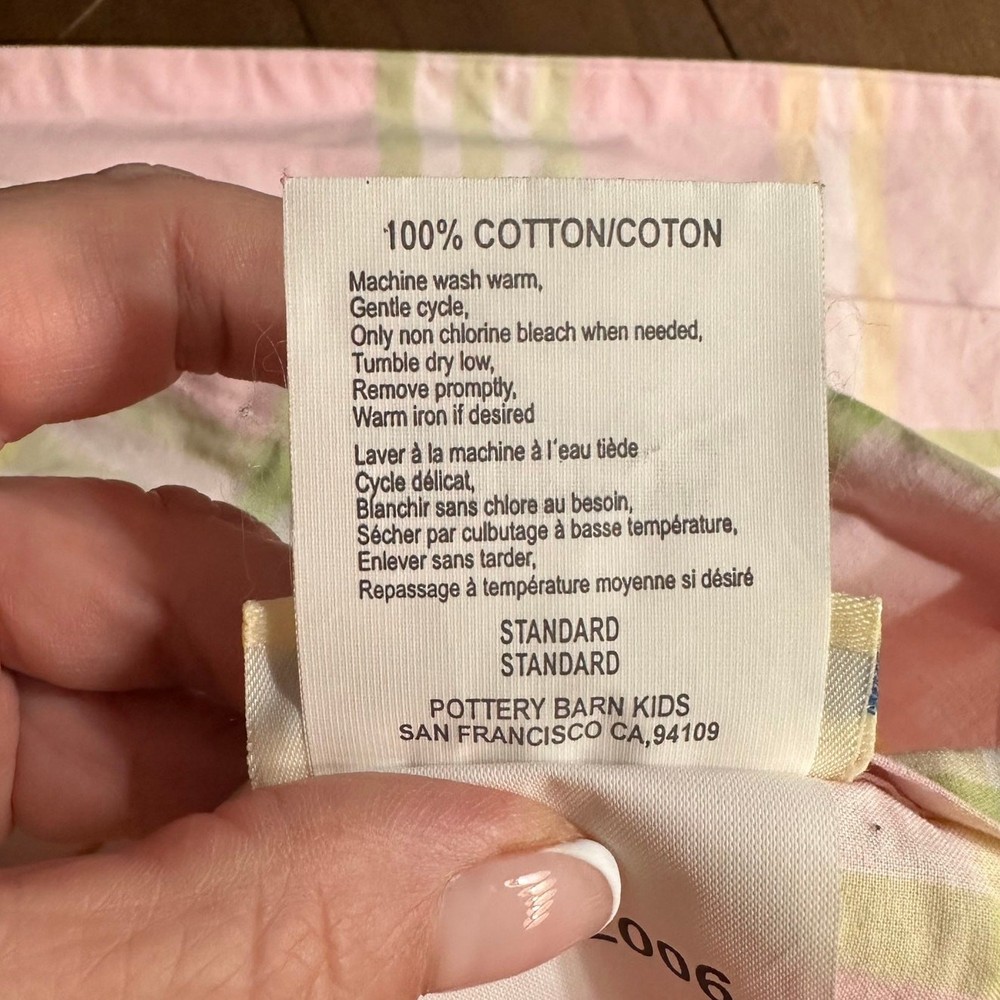 100% COTTON/COTON
Machine wash warm,
Gentle cycle,
Only non chlorine bleach when needed,
Tumble dry low,
Remove promptly,
Warm iron if desired
Laver à la machine à l'eau tiède
Cycle délicat,
Blanchir sans chlore au besoin,
Sécher par culbutage à basse température,
Enlever sans tarder,
Repassage à température moyenne si désiré
STANDARD
STANDARD
POTTERY BARN KIDS
SAN FRANCISCO CA,94109
2006